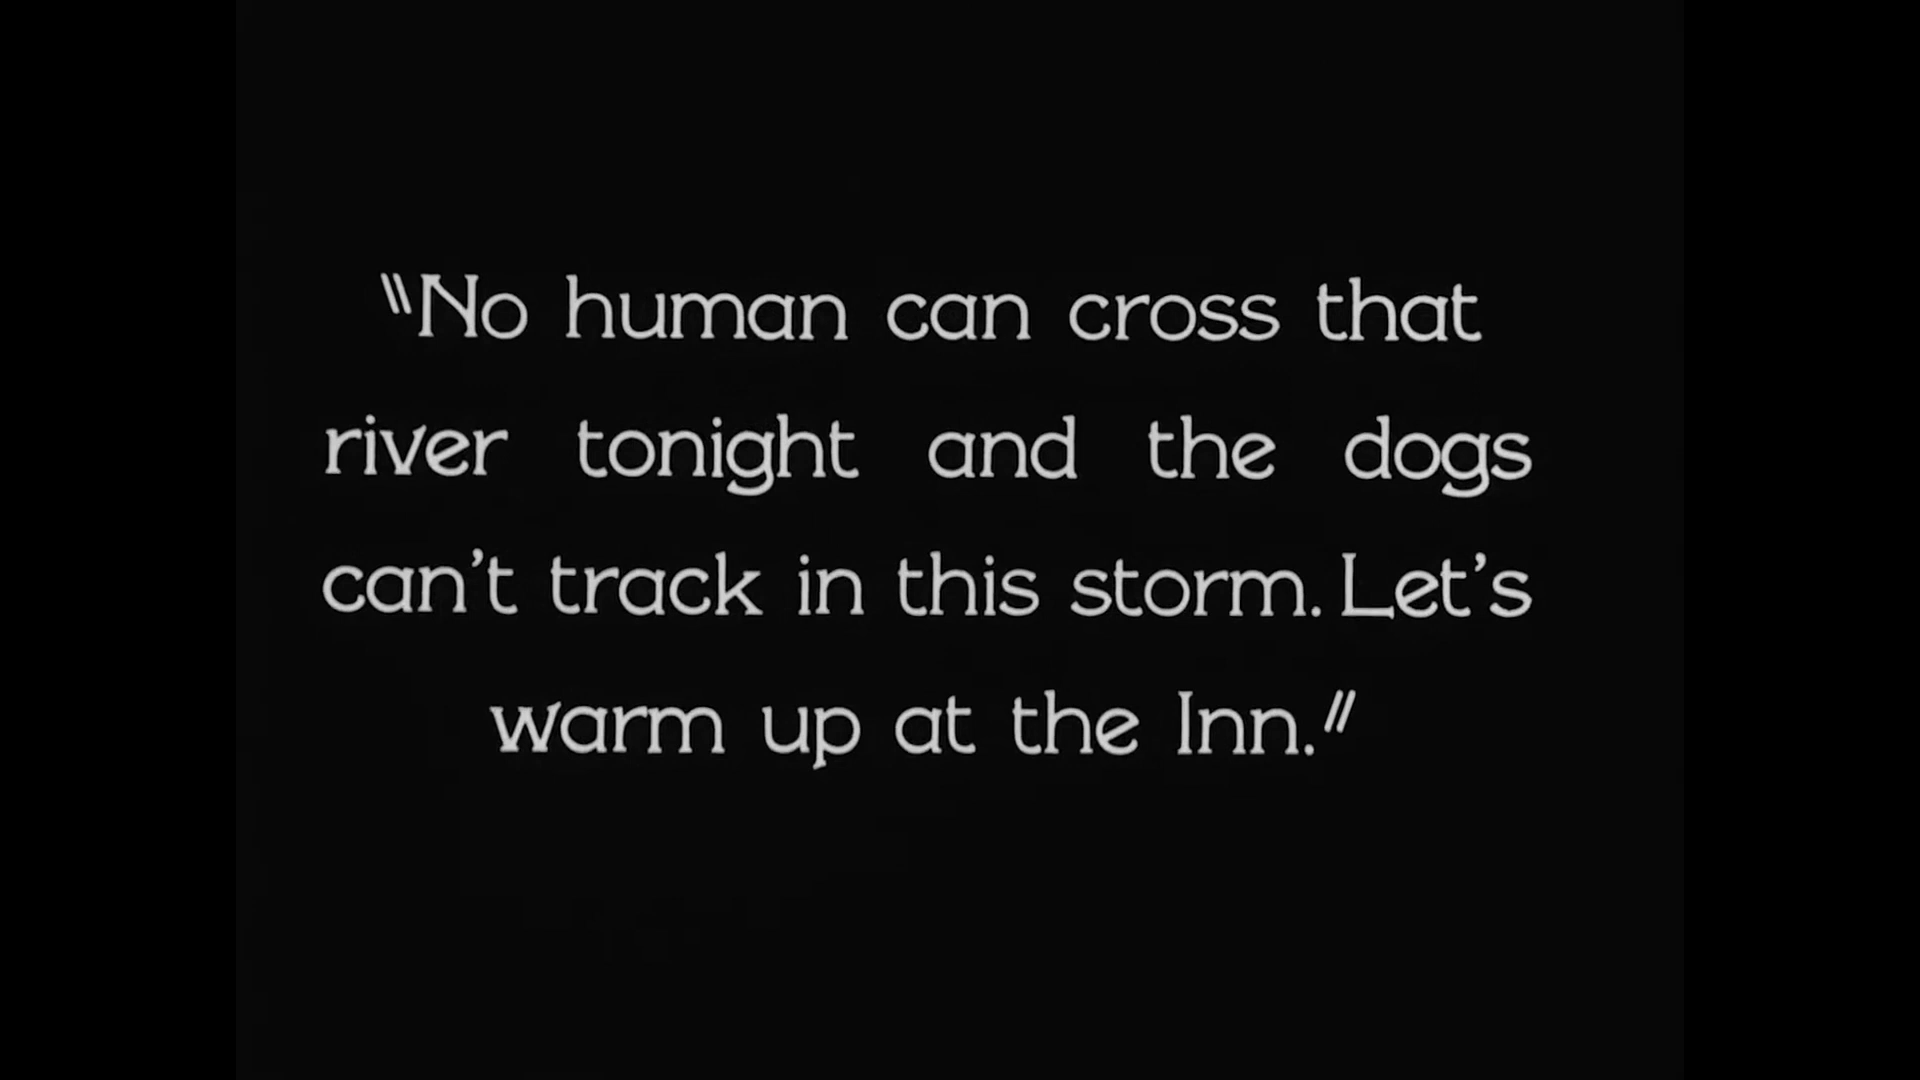 "No human can cross that
river tonight and the dogs
can't track in this storm. Let's
warm up at the Inn."